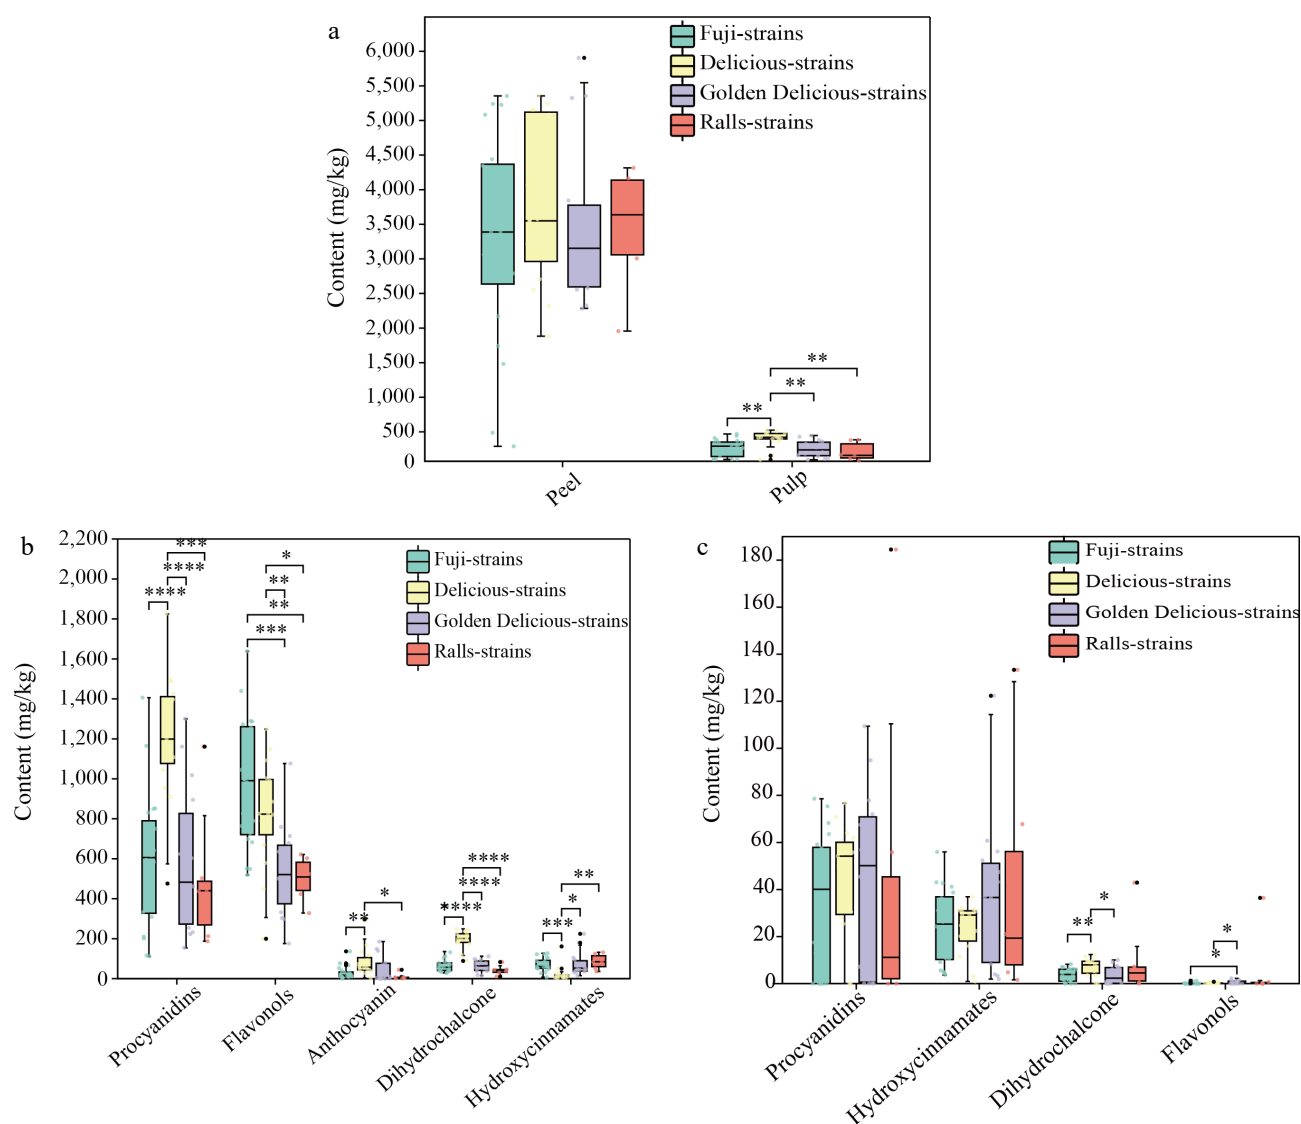 a
Fuji-strains
Delicious-strains
Golden Delicious-strains
Ralls-strains
Content (mg/kg)
6,000
5,500
5,000
4,500
4,000
3,500
3,000
2,500
2,000
1,500
1,000
500
0
**
**
**
Peel
Pulp
b
Fuji-strains
Delicious-strains
Golden Delicious-strains
Ralls-strains
Content (mg/kg)
2,200
2,000
1,800
1,600
1,400
1,200
1,000
800
600
400
200
0
***
****
****
*
**
**
***
**
*
****
****
****
**
*
***
Procyanidins
Flavonols
Anthocyanin
Dihydrochalcone
Hydroxycinnamates
c
Fuji-strains
Delicious-strains
Golden Delicious-strains
Ralls-strains
Content (mg/kg)
180
160
140
120
100
80
60
40
20
0
**
*
*
*
Procyanidins
Hydroxycinnamates
Dihydrochalcone
Flavonols